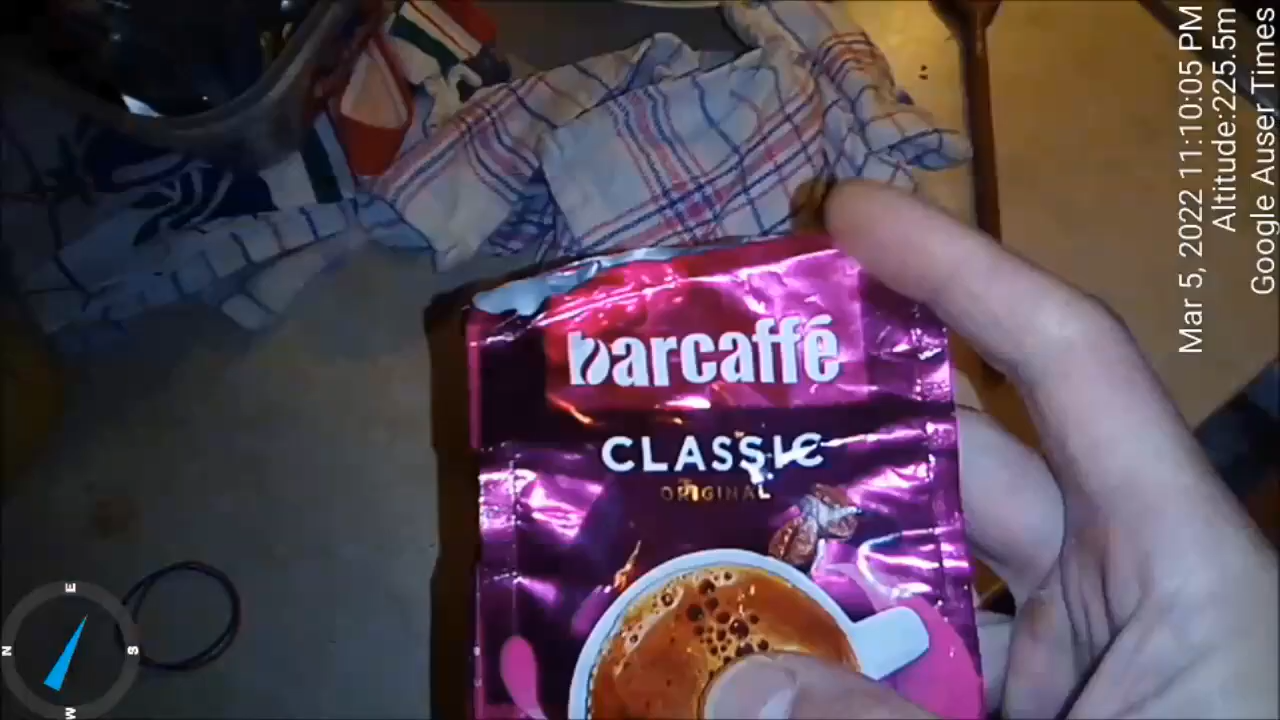 barcaffé
CLASSIC
ORIGINAL
Mar 5, 2022 11:10:05 PM
Altitude:225.5m
Google Auser Times
E
N
S
W